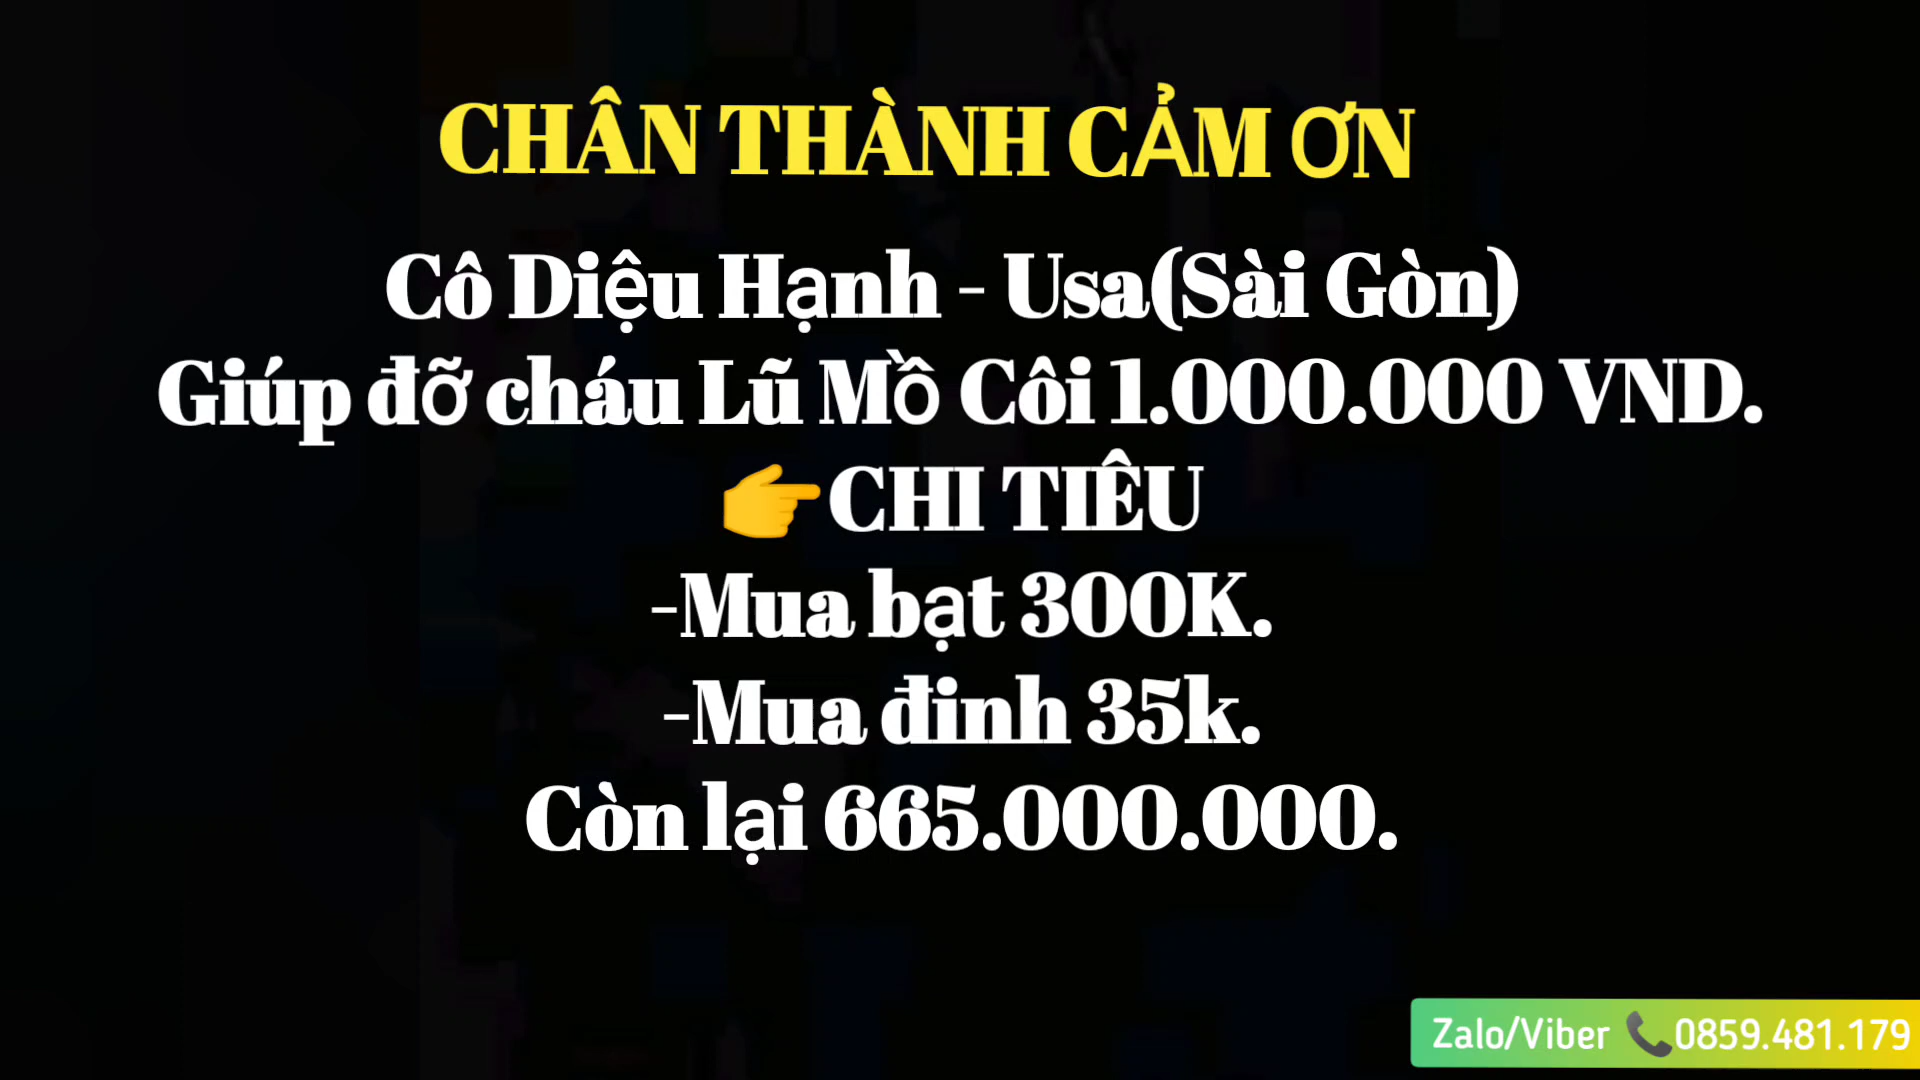 CHÂN THÀNH CẢM ƠN
Cô Diệu Hạnh - Usa(Sài Gòn)
Giúp đỡ cháu Lũ Mồ Côi 1.000.000 VND.
👉CHI TIÊU
-Mua bạt 300K.
-Mua đinh 35k.
Còn lại 665.000.000.
Zalo/Viber 📞0859.481.179